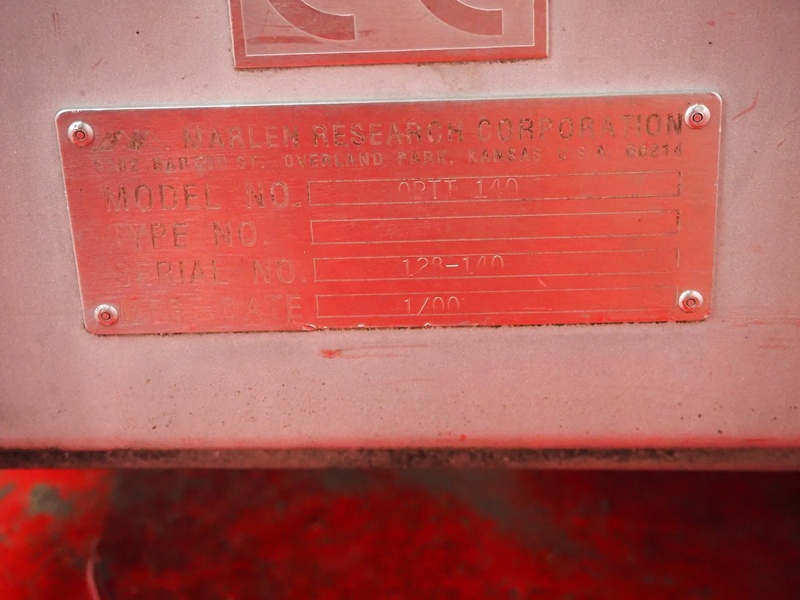 MARLEN RESEARCH CORPORATION
ST. OVERLAND PARK, KANSAS U.S.A. 66214
MODEL NO. OPTI 140
TYPE NO.
SERIAL NO. 128-140
DATE 1/00